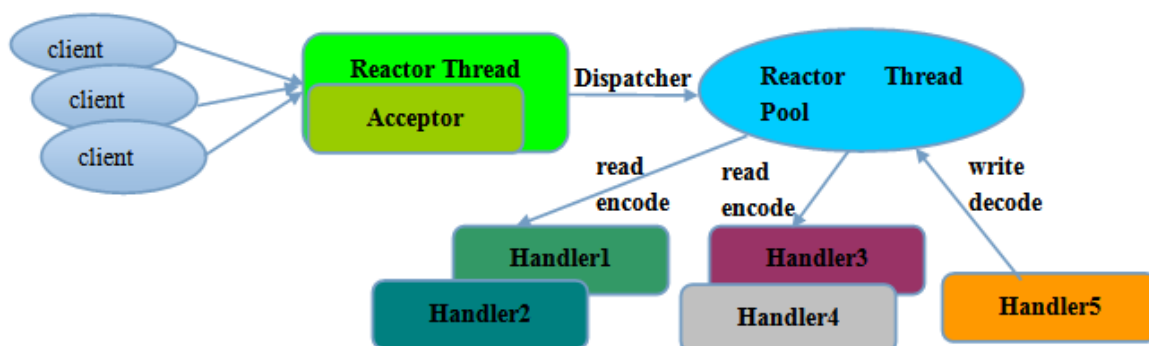 client
client
client
Reactor Thread
Acceptor
Dispatcher
Reactor Thread
Pool
read
encode
read
encode
write
decode
Handler1
Handler2
Handler3
Handler4
Handler5